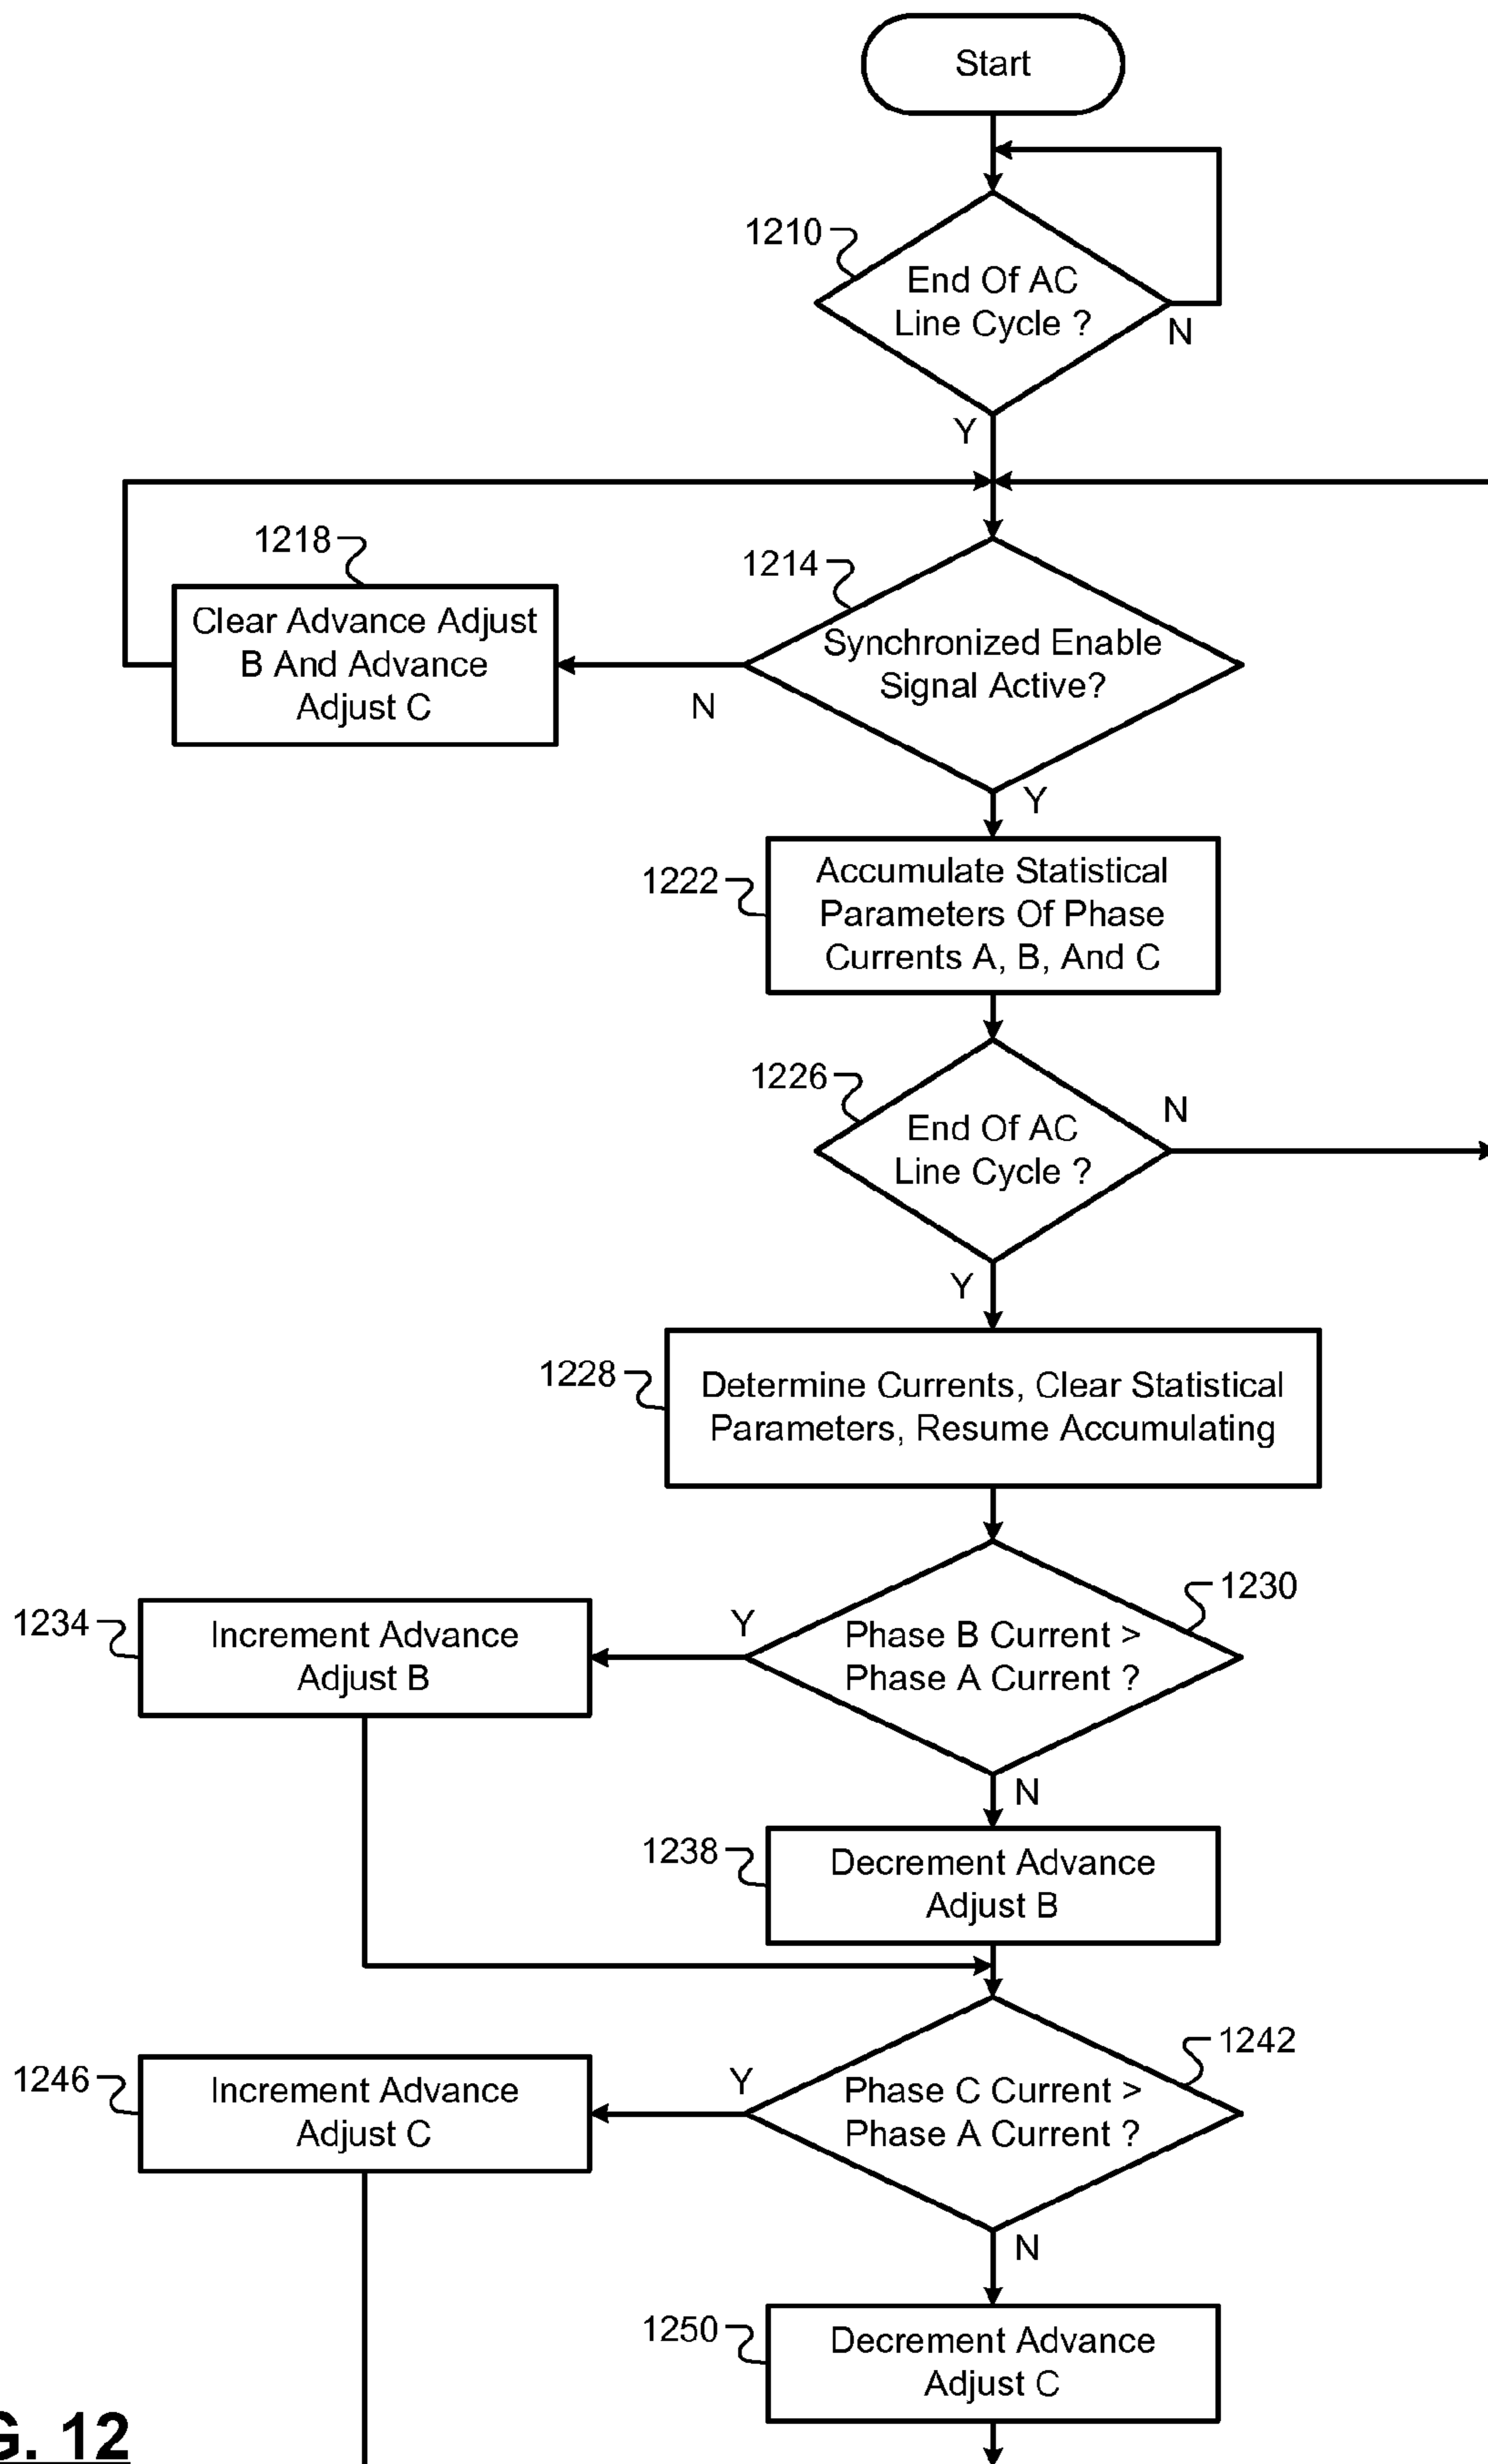 Start
1210
End Of AC
Line Cycle ?
N
Y
1218
Clear Advance Adjust
B And Advance
Adjust C
1214
Synchronized Enable
Signal Active?
N
Y
1222
Accumulate Statistical
Parameters Of Phase
Currents A, B, And C
1226
End Of AC
Line Cycle ?
N
Y
1228
Determine Currents, Clear Statistical
Parameters, Resume Accumulating
1230
Phase B Current >
Phase A Current ?
Y
1234
Increment Advance
Adjust B
N
1238
Decrement Advance
Adjust B
1242
Phase C Current >
Phase A Current ?
Y
1246
Increment Advance
Adjust C
N
1250
Decrement Advance
Adjust C
G. 12